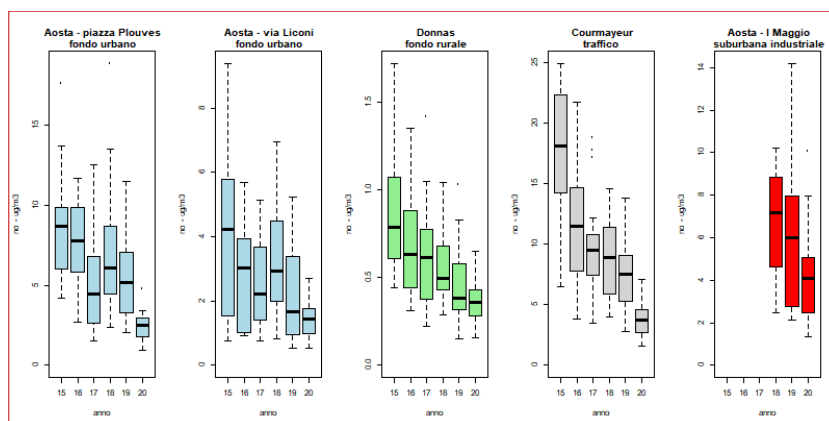 Aosta - piazza Plouves
fondo urbano
no - ug/m3
15
10
5
0
15 16 17 18 19 20
anno
Aosta - via Liconi
fondo urbano
no - ug/m3
8
6
4
2
0
15 16 17 18 19 20
anno
Donnas
fondo rurale
no - ug/m3
1.5
1.0
0.5
0.0
15 16 17 18 19 20
anno
Courmayeur
traffico
no - ug/m3
25
20
15
10
5
0
15 16 17 18 19 20
anno
Aosta - I Maggio
suburbana industriale
no - ug/m3
14
12
10
8
6
4
2
0
15 16 17 18 19 20
anno